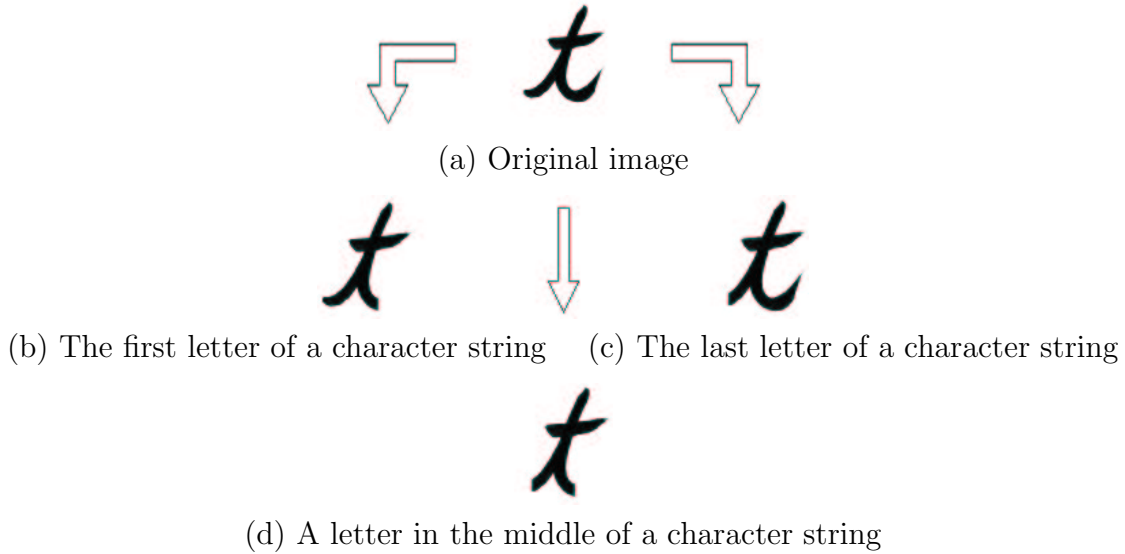 t
(a) Original image
t t
(b) The first letter of a character string (c) The last letter of a character string
t
(d) A letter in the middle of a character string